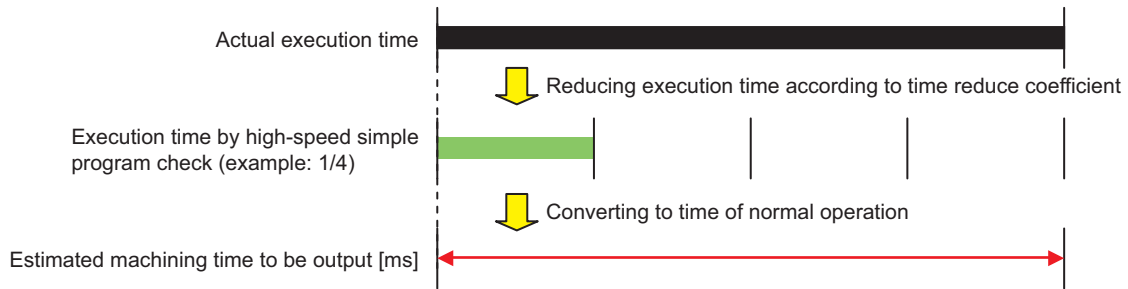 Actual execution time
Reducing execution time according to time reduce coefficient
Execution time by high-speed simple
program check (example: 1/4)
Converting to time of normal operation
Estimated machining time to be output [ms]